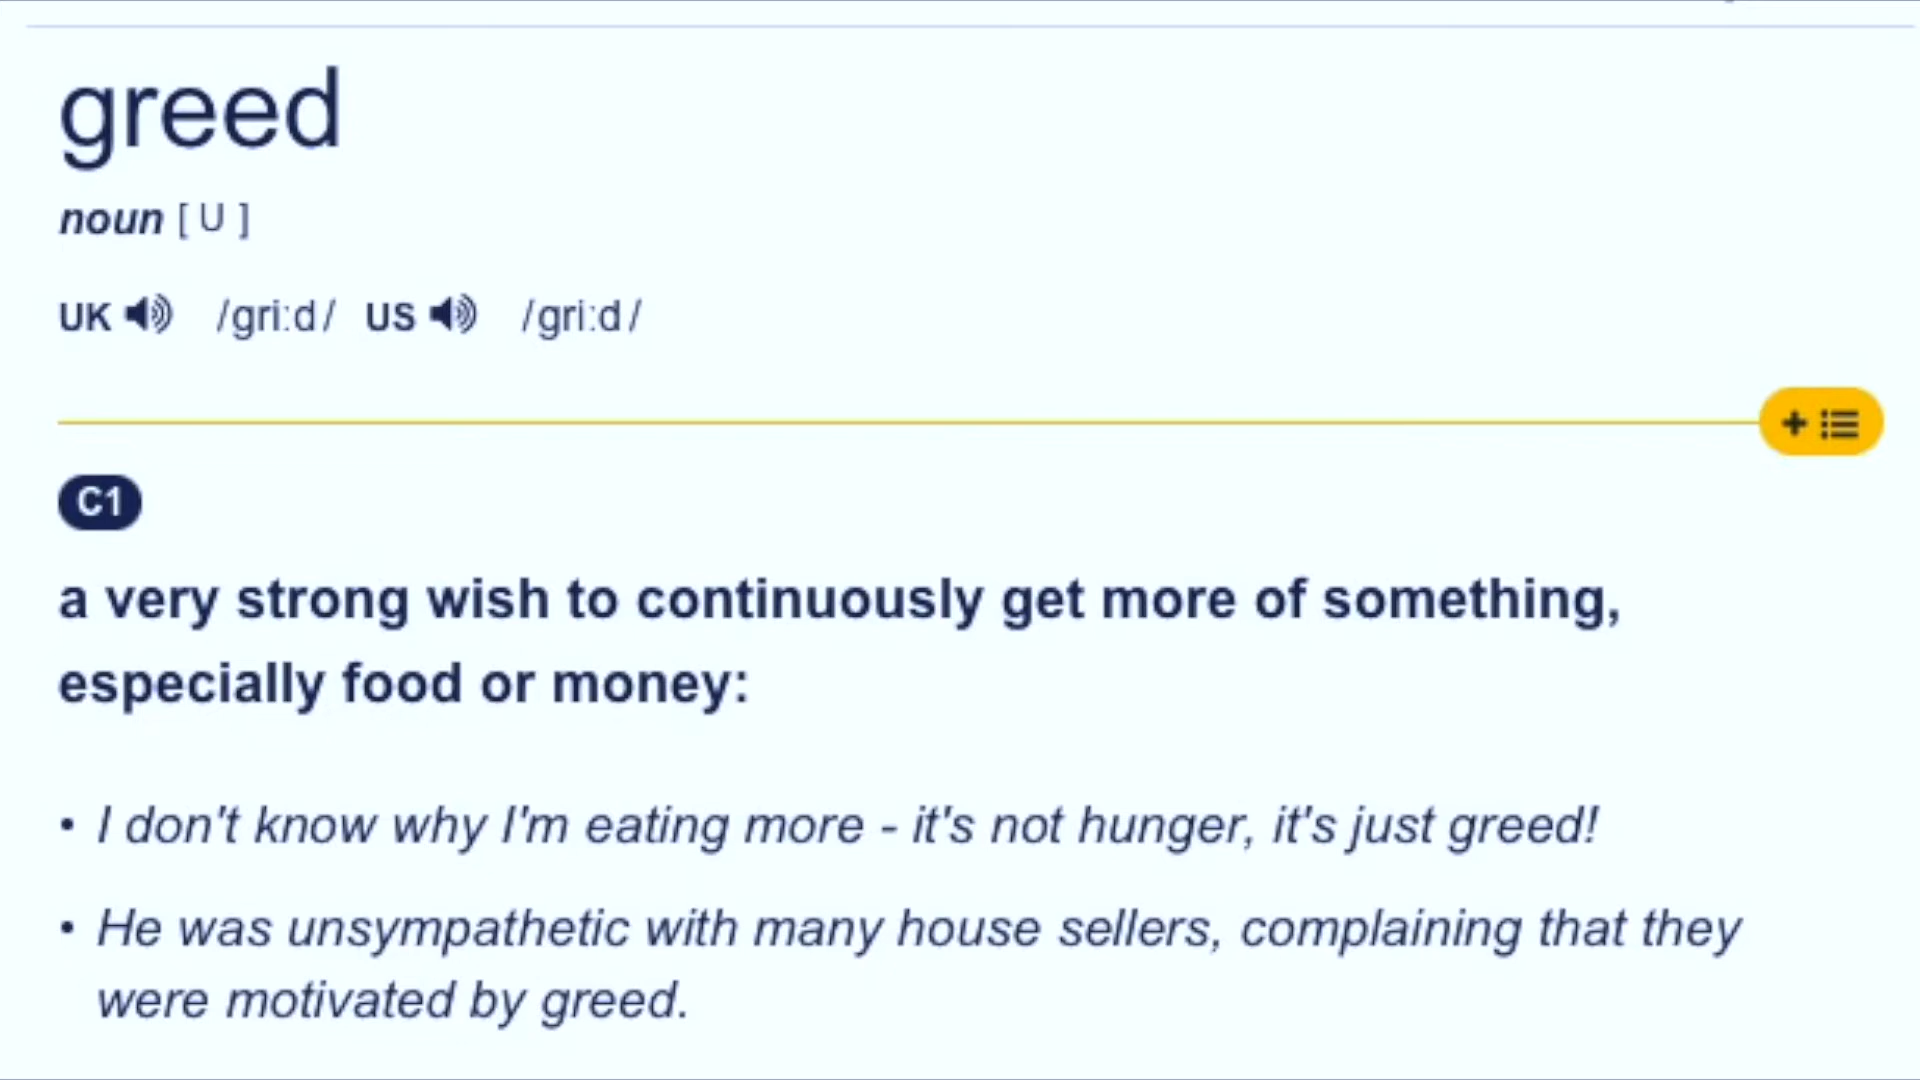 greed
noun [ U ]
UK /ɡriːd/ US /ɡriːd/
C1
a very strong wish to continuously get more of something,
especially food or money:
• I don't know why I'm eating more - it's not hunger, it's just greed!
• He was unsympathetic with many house sellers, complaining that they
were motivated by greed.